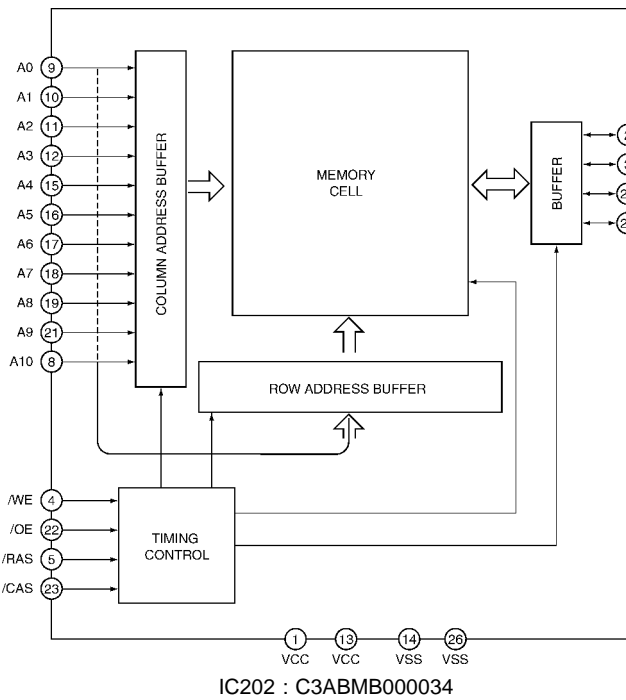 A0 9
A1 10
A2 11
A3 12
A4 15
A5 16
A6 17
A7 18
A8 19
A9 21
A10 8
COLUMN ADDRESS BUFFER
MEMORY
CELL
BUFFER
ROW ADDRESS BUFFER
/WE 4
/OE 22
/RAS 5
/CAS 23
TIMING
CONTROL
1 13 14 26
VCC VCC VSS VSS
IC202 : C3ABMB000034